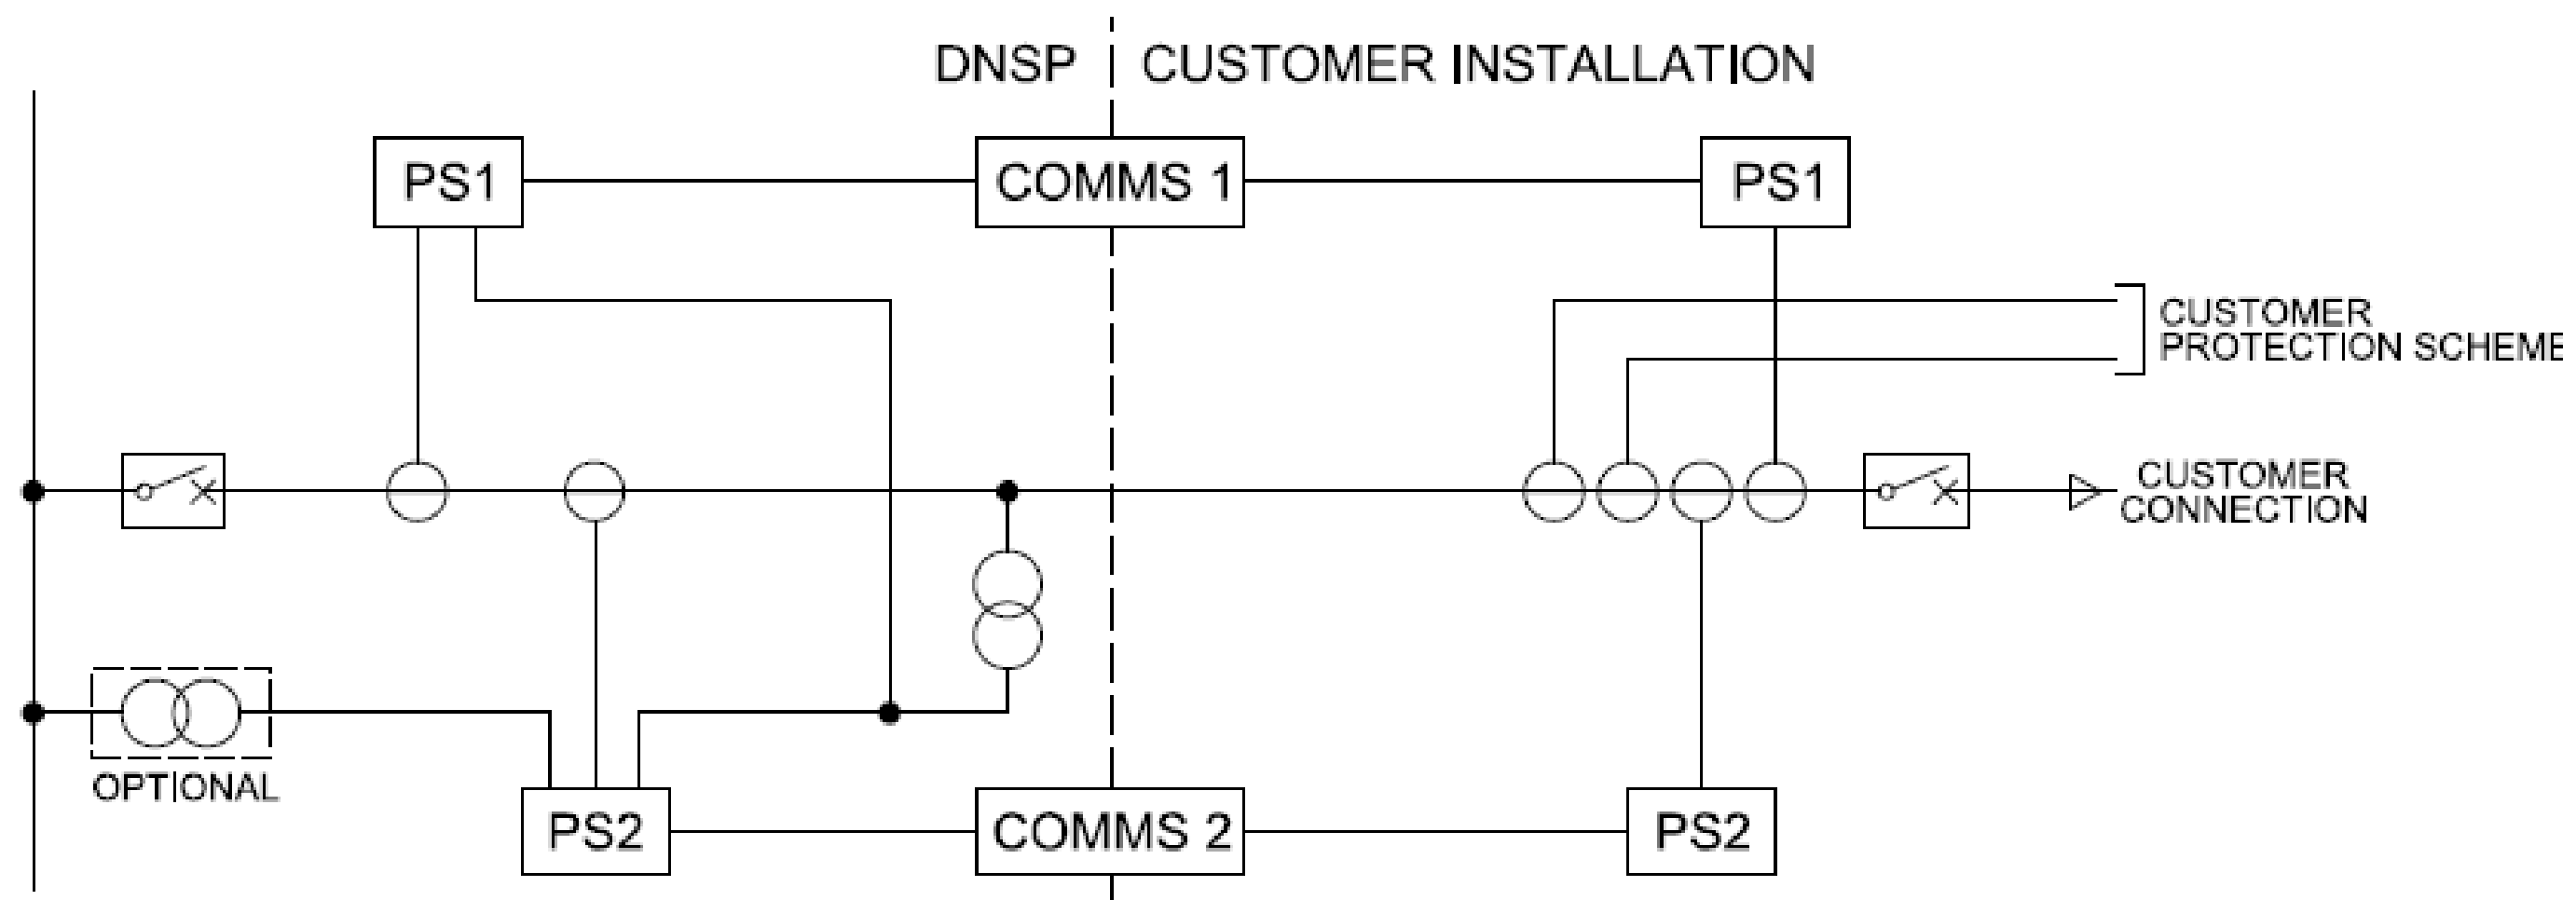 DNSP CUSTOMER INSTALLATION
PS1 COMMS 1 PS1
CUSTOMER
PROTECTION SCHEME
CUSTOMER
CONNECTION
OPTIONAL
PS2 COMMS 2 PS2